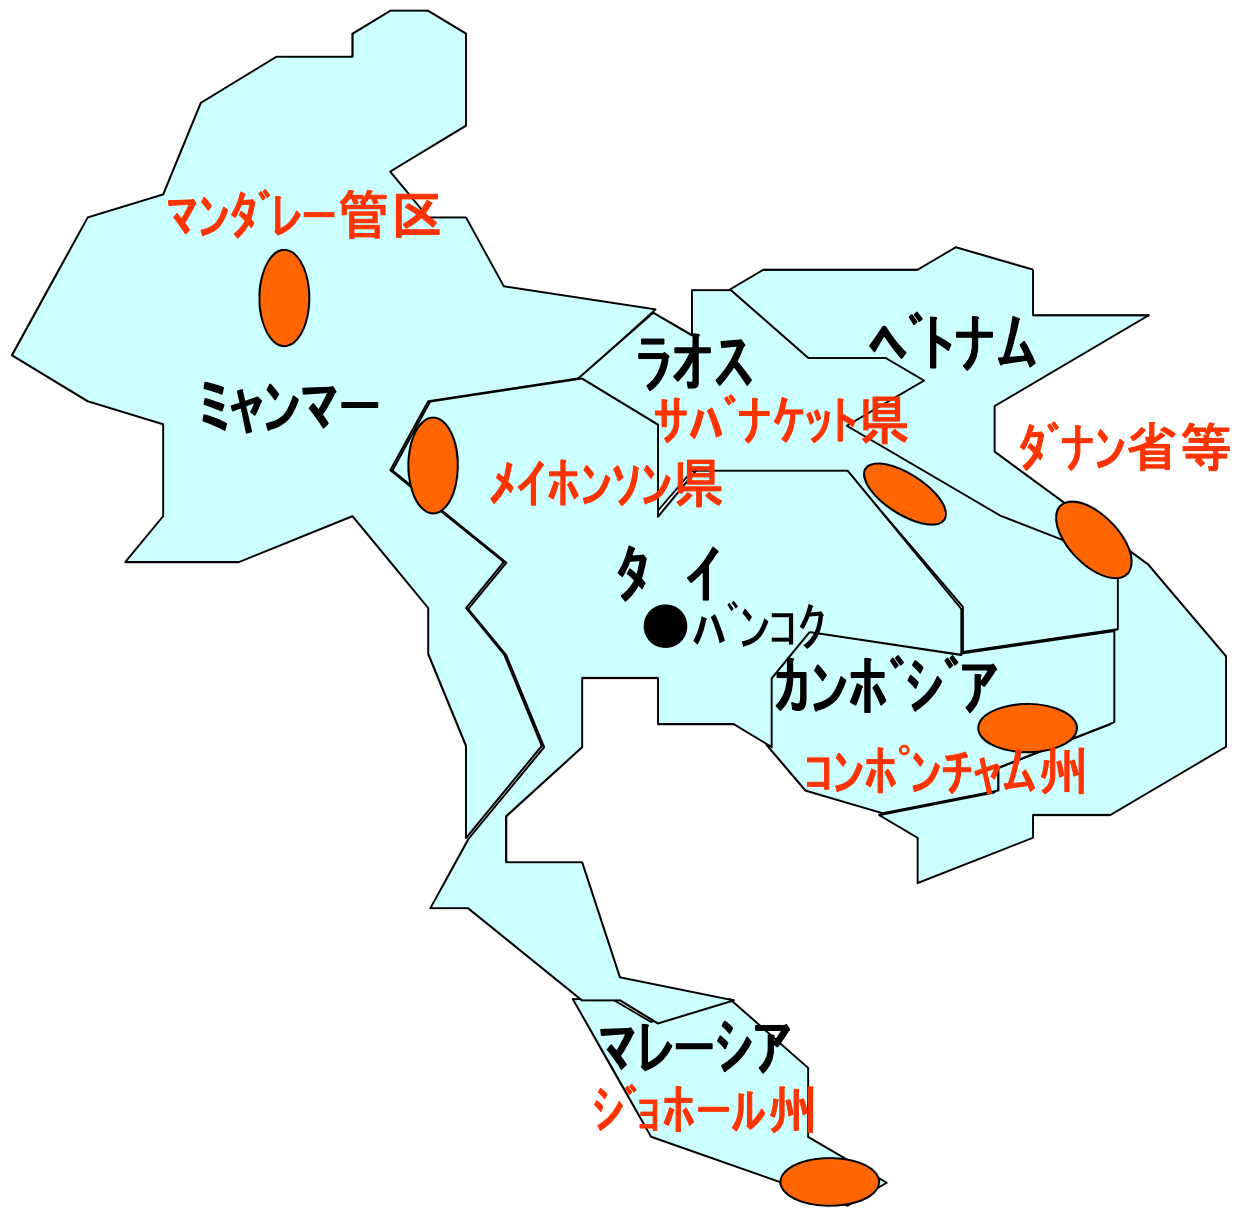 ﾏﾝﾀﾞﾚｰ管区
ﾐｬﾝﾏｰ
ﾗｵｽ
ﾍﾞﾄﾅﾑ
ｻﾊﾞﾅｹｯﾄ県
ﾀﾞﾅﾝ省等
ﾒｲﾎﾝｿﾝ県
ﾀ ｲ
ﾊﾞﾝｺｸ
ｶﾝﾎﾞｼﾞｱ
ｺﾝﾎﾟﾝﾁｬﾑ州
ﾏﾚｰｼｱ
ｼﾞｮﾎｰﾙ州